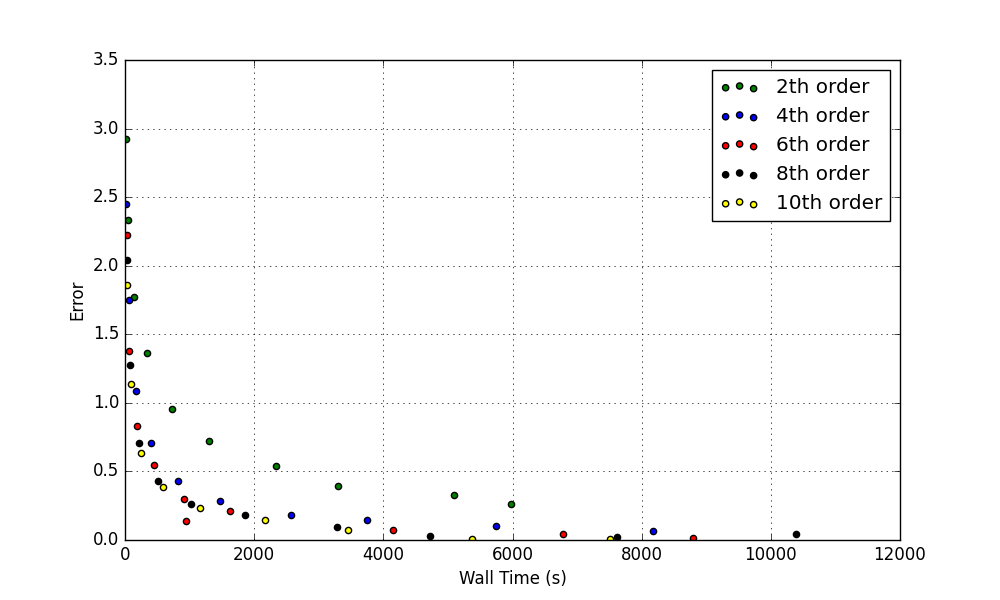 3.5
3.0
2.5
2.0
1.5
1.0
0.5
0.0
Error
0
2000
4000
6000
8000
10000
12000
Wall Time (s)
2th order
4th order
6th order
8th order
10th order